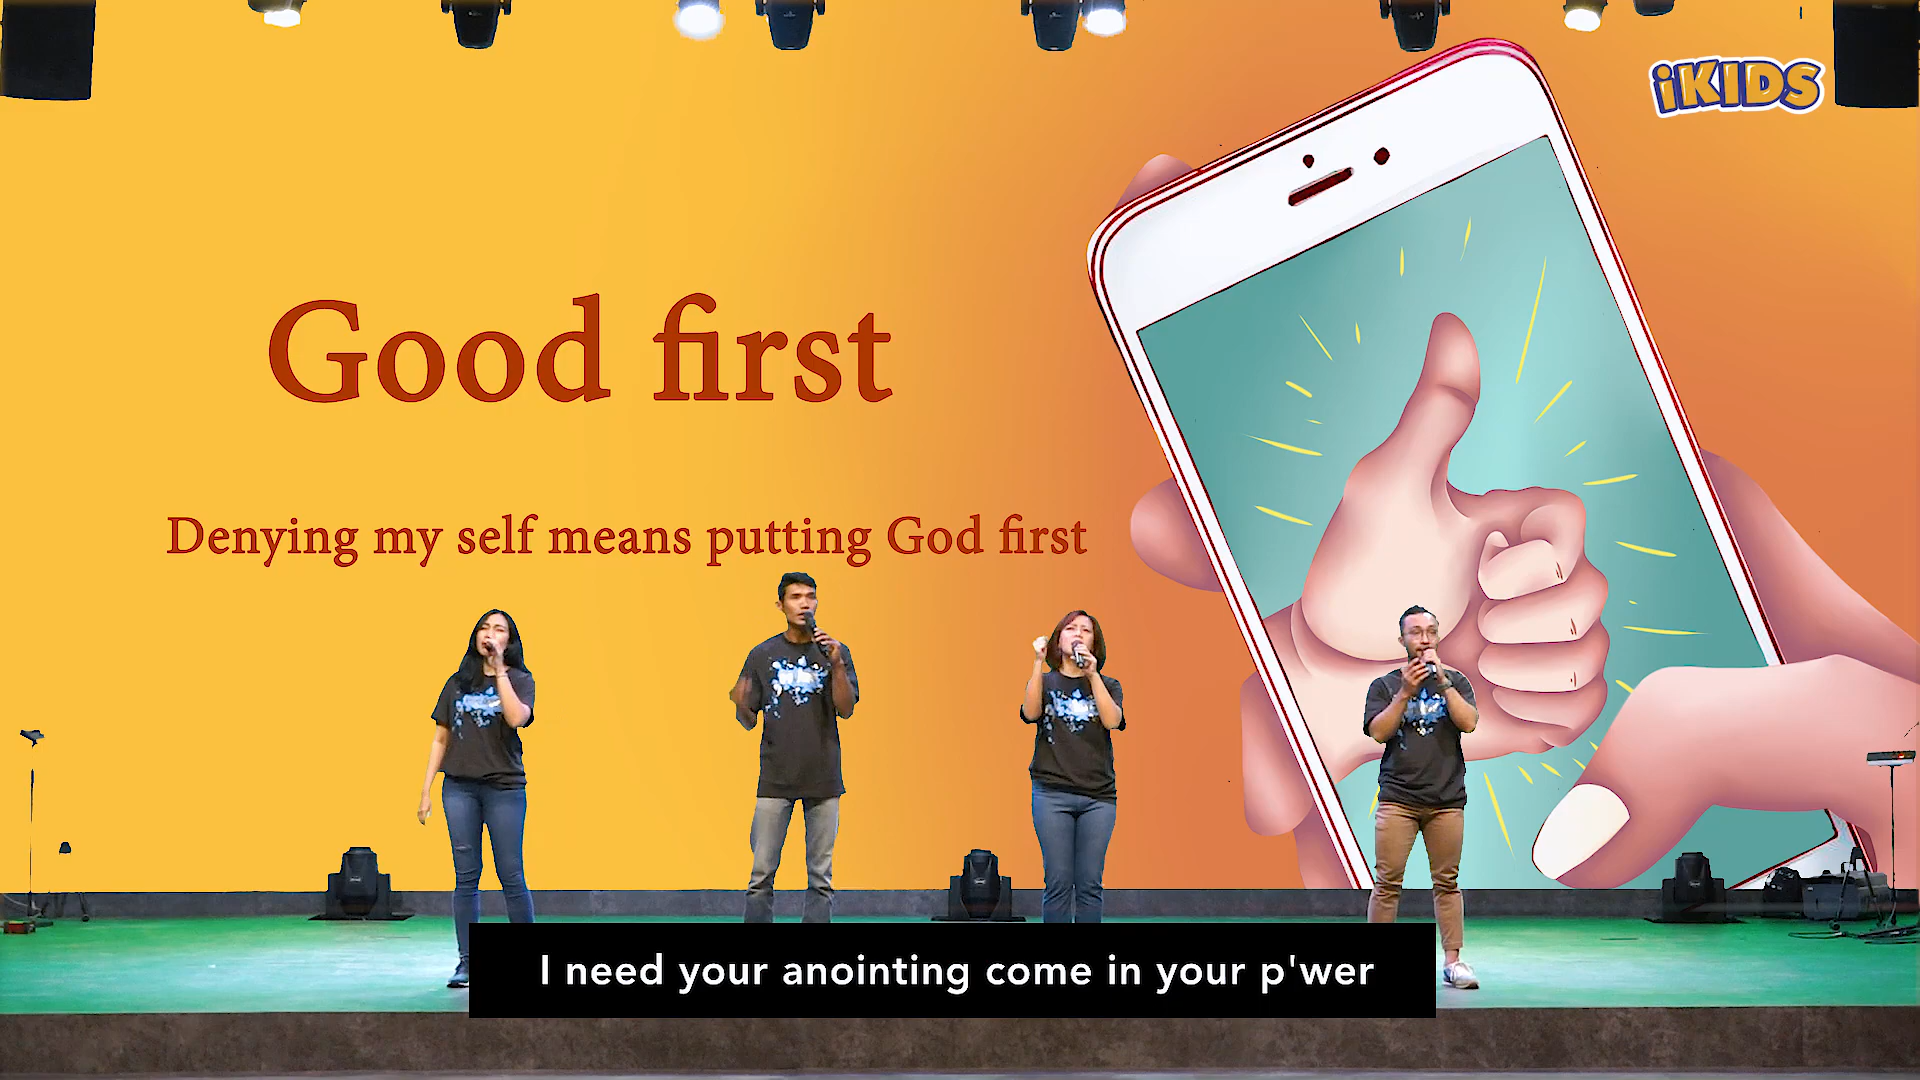 iKIDS
Good first
Denying my self means putting God first
I need your anointing come in your p'wer